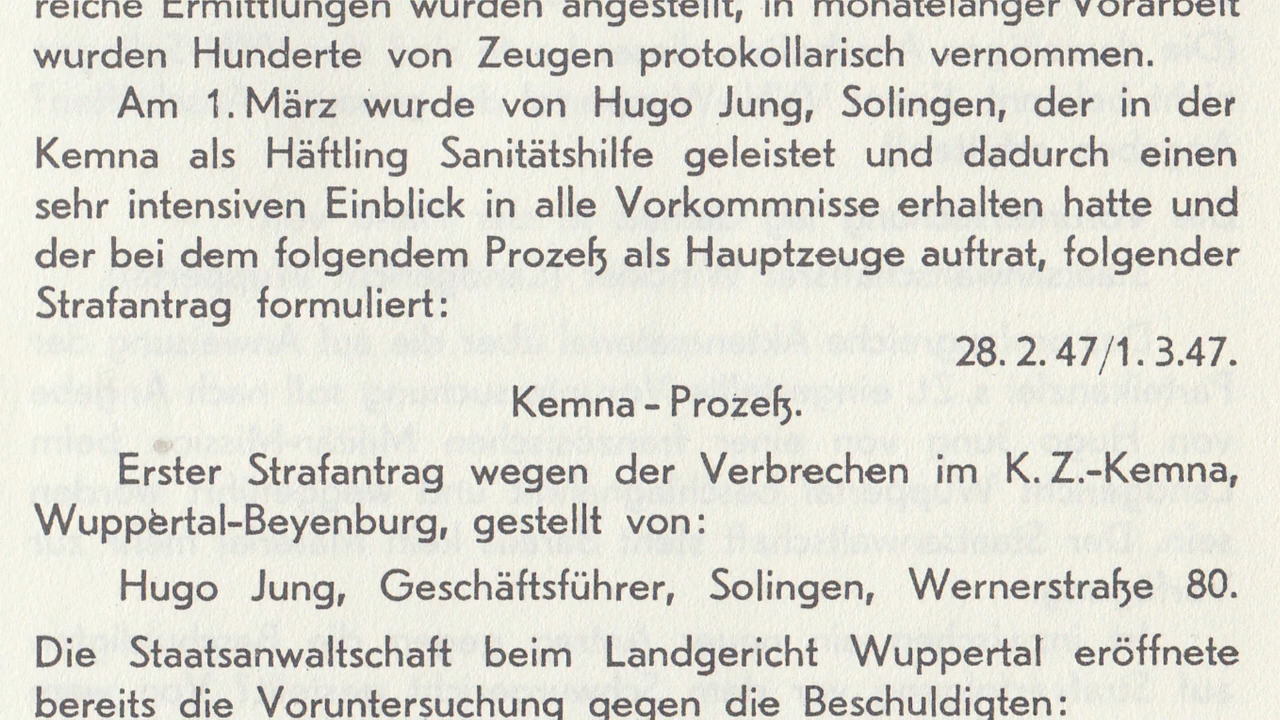 reiche Ermittlungen wurden angestellt, in monatelanger Vorarbeit
wurden Hunderte von Zeugen protokollarisch vernommen.
Am . März wurde von Hugo Jung, Solingen, der in der
Kemna als Häftling Sanitätshilfe geleistet und dadurch einen
sehr intensiven Einblick in alle Vorkommnisse erhalten hatte und
der bei dem folgendem Prozeß als Hauptzeuge auftrat, folgender
Strafantrag formuliert:
28. 2. 47/1. 3.47.
Kemna - Prozeß.
Erster Strafantrag wegen der Verbrechen im K. Z.-Kemna,
Wuppertal-Beyenburg, gestellt von:
Hugo Jung, Geschäftsführer, Solingen, Wernerstraße 80.
Die Staatsanwaltschaft beim Landgericht Wuppertal eröffnete
bereits die Voruntersuchung gegen die Beschuldigten: